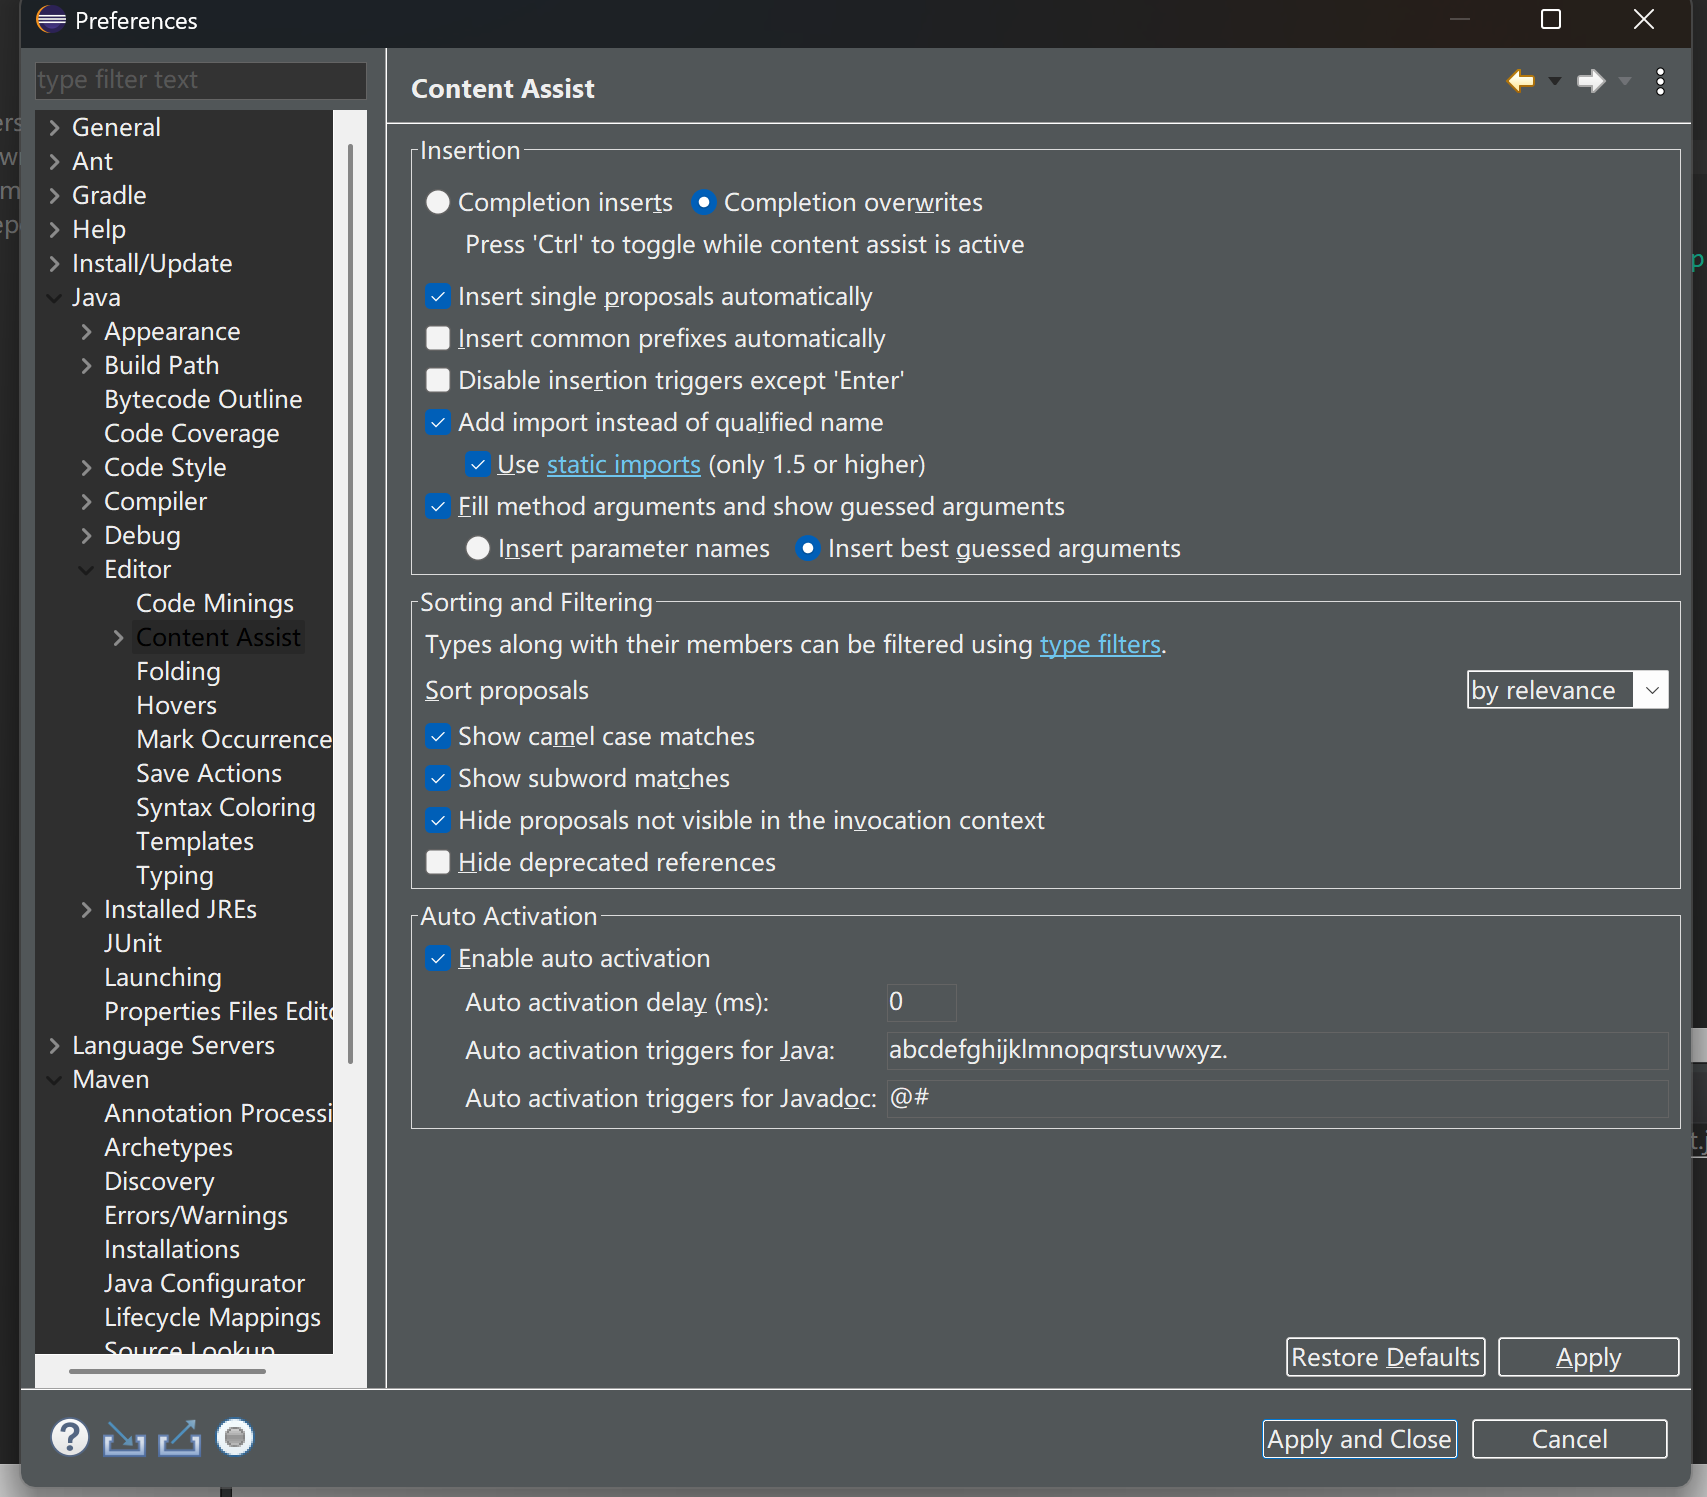 Preferences
type filter text
General
Ant
Gradle
Help
Install/Update
Java
Appearance
Build Path
Bytecode Outline
Code Coverage
Code Style
Compiler
Debug
Editor
Code Minings
Content Assist
Folding
Hovers
Mark Occurrence
Save Actions
Syntax Coloring
Templates
Typing
Installed JREs
JUnit
Launching
Properties Files Edito
Language Servers
Maven
Annotation Processi
Archetypes
Discovery
Errors/Warnings
Installations
Java Configurator
Lifecycle Mappings
Source Lookup
Content Assist
Insertion
Completion inserts Completion overwrites
Press 'Ctrl' to toggle while content assist is active
Insert single proposals automatically
Insert common prefixes automatically
Disable insertion triggers except 'Enter'
Add import instead of qualified name
Use static imports (only 1.5 or higher)
Fill method arguments and show guessed arguments
Insert parameter names Insert best guessed arguments
Sorting and Filtering
Types along with their members can be filtered using type filters.
Sort proposals by relevance
Show camel case matches
Show subword matches
Hide proposals not visible in the invocation context
Hide deprecated references
Auto Activation
Enable auto activation
Auto activation delay (ms): 0
Auto activation triggers for Java: abcdefghijklmnopqrstuvwxyz.
Auto activation triggers for Javadoc: @#
Restore Defaults Apply
Apply and Close Cancel